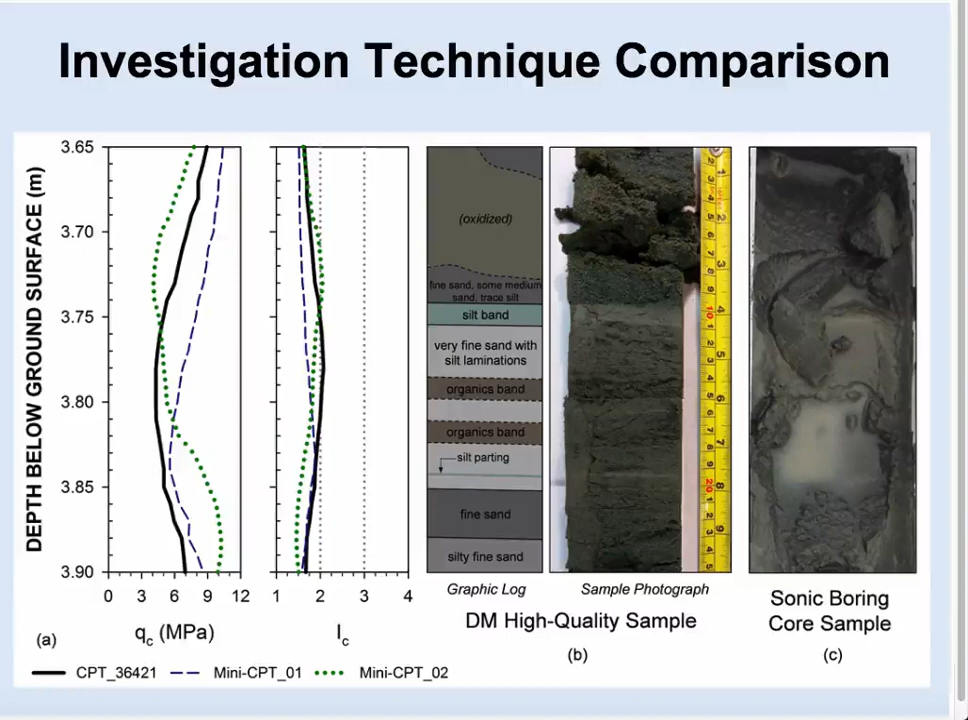 Investigation Technique Comparison
DEPTH BELOW GROUND SURFACE (m)
3.65
3.70
3.75
3.80
3.85
3.90
0 3 6 9 12
1 2 3 4
qc (MPa)
Ic
(a)
CPT_36421 Mini-CPT_01 Mini-CPT_02
(oxidized)
fine sand, some medium
sand, trace silt
silt band
very fine sand with
silt laminations
organics band
organics band
silt parting
fine sand
silty fine sand
Graphic Log
Sample Photograph
DM High-Quality Sample
(b)
Sonic Boring
Core Sample
(c)